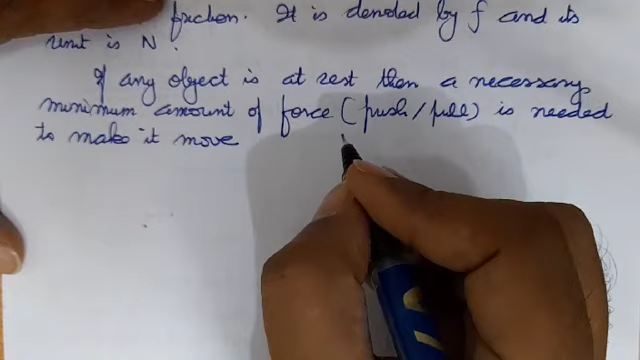 friction. It is denoted by f and its
unit is N.
If any object is at rest then a necessary
minimum amount of force (push/pull) is needed
to make it move